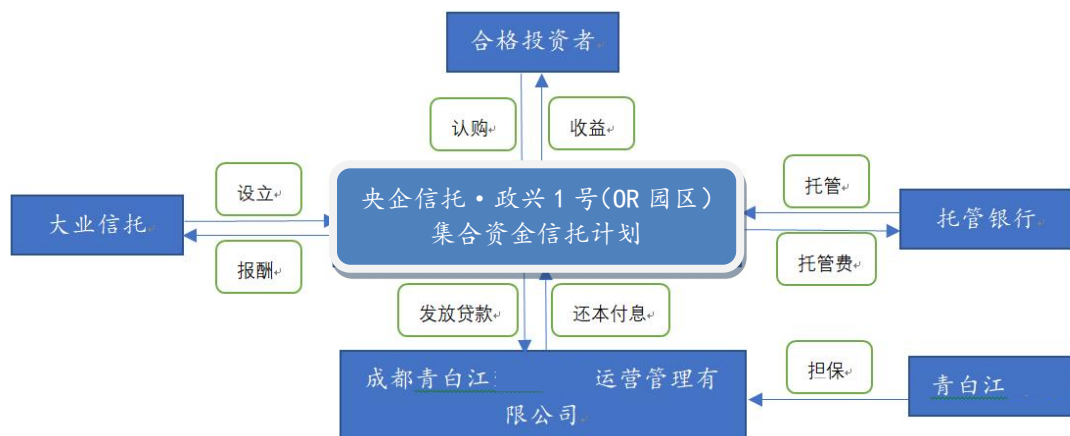 合格投资者
认购
收益
设立
托管
大业信托
央企信托·政兴1号(OR园区)
集合资金信托计划
托管银行
报酬
托管费
发放贷款
还本付息
成都青白江 运营管理有
限公司
担保
青白江